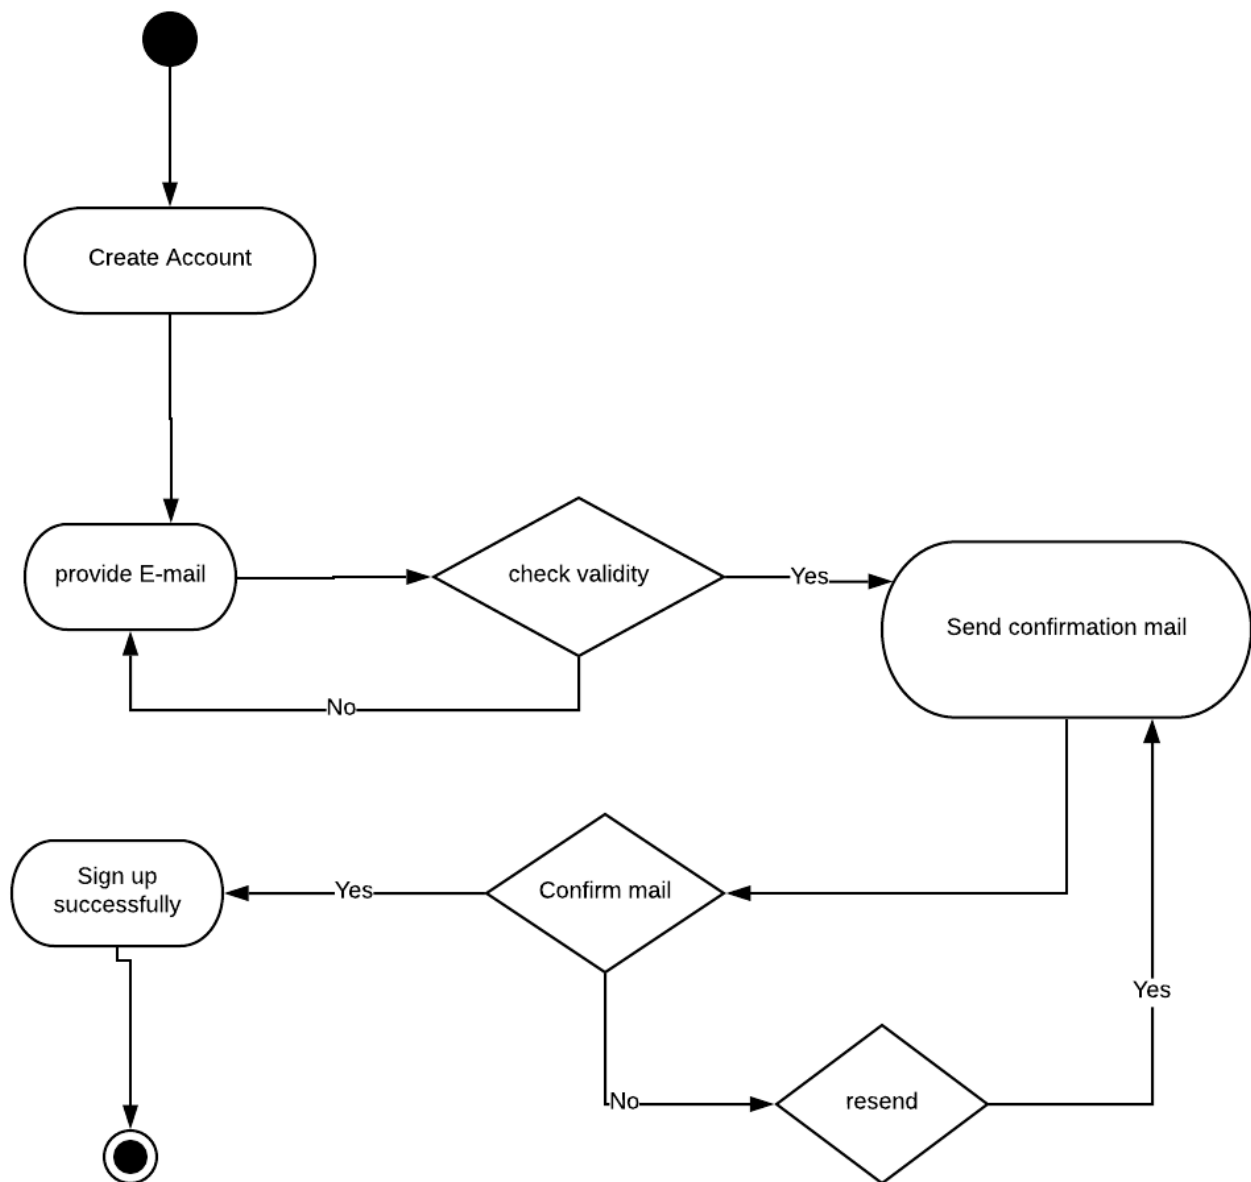 Create Account
provide E-mail
check validity
Yes
Send confirmation mail
No
Sign up
successfully
Yes
Confirm mail
Yes
No
resend